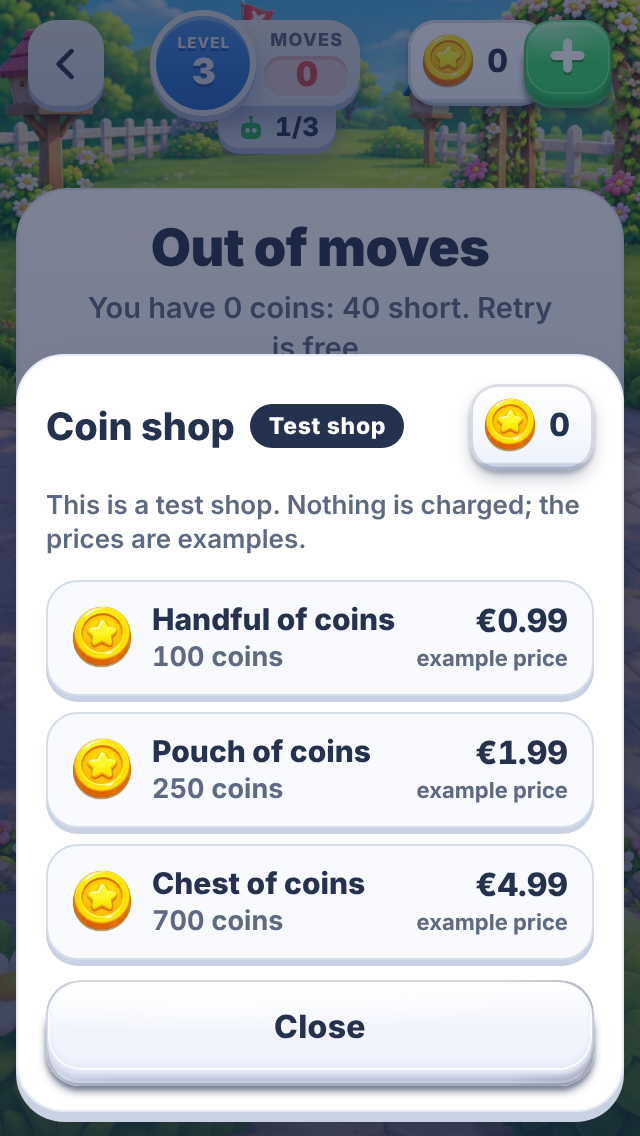 LEVEL
3
MOVES
0
0
1/3
Out of moves
You have 0 coins: 40 short. Retry
is free
Coin shop
Test shop
0
This is a test shop. Nothing is charged; the
prices are examples.
Handful of coins
€0.99
100 coins
example price
Pouch of coins
€1.99
250 coins
example price
Chest of coins
€4.99
700 coins
example price
Close